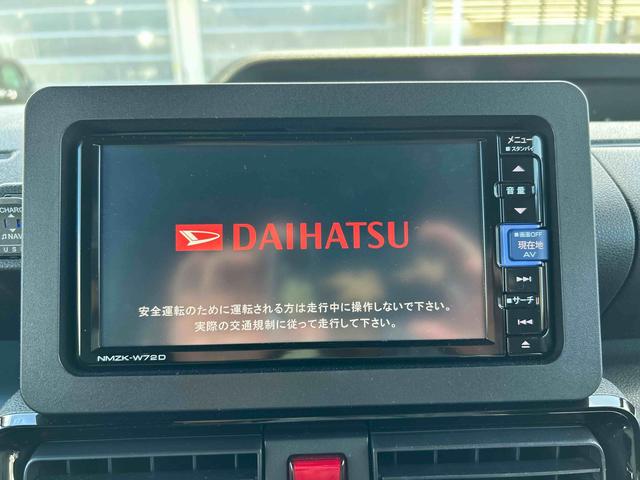 メニュー
■スタンバイ
音量
CHARGE
♫NAVI
USB
DAIHATSU
■画面OFF
現在地
AV
■サーチ
安全運転のために運転される方は走行中に操作しないで下さい。
実際の交通規制に従って走行して下さい。
NMZK-W72D